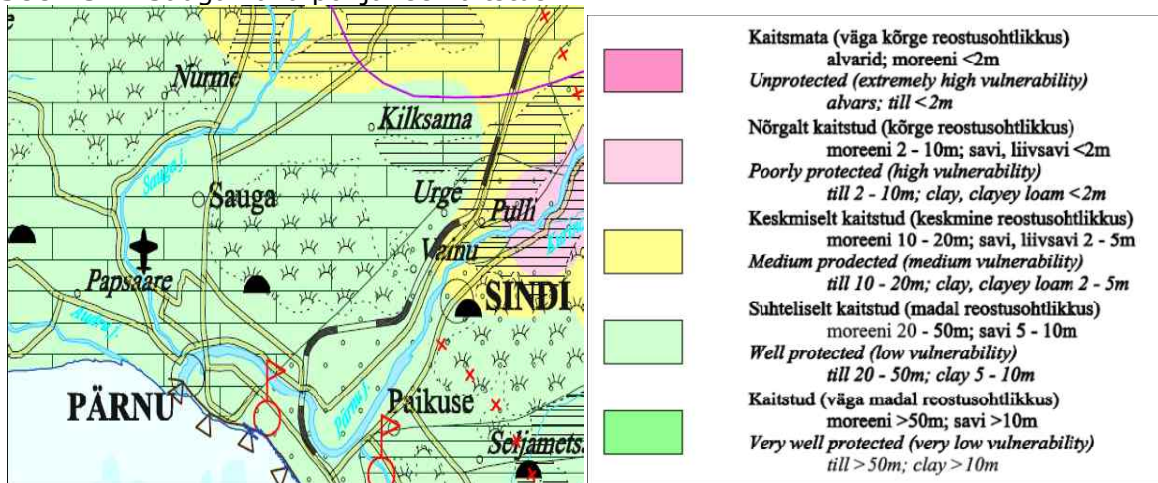 Nurme
Kilksama
Sauga j.
Sauga
Urge
Pulli
Vainu
Papsaare
SINDI
Audru j.
PÄRNU
Pärnu j.
Paikuse
Seljamets
Kaitsmata (väga kõrge reostusohtlikkus)
alvarid; moreeni <2m
Unprotected (extremely high vulnerability)
alvars; till <2m
Nõrgalt kaitstud (kõrge reostusohtlikkus)
moreeni 2 - 10m; savi, liivsavi <2m
Poorly protected (high vulnerability)
till 2 - 10m; clay, clayey loam <2m
Keskmiselt kaitstud (keskmine reostusohtlikkus)
moreeni 10 - 20m; savi, liivsavi 2 - 5m
Medium prodected (medium vulnerability)
till 10 - 20m; clay, clayey loam 2 - 5m
Suhteliselt kaitstud (madal reostusohtlikkus)
moreeni 20 - 50m; savi 5 - 10m
Well protected (low vulnerability)
till 20 - 50m; clay 5 - 10m
Kaitstud (väga madal reostusohtlikkus)
moreeni >50m; savi >10m
Very well protected (very low vulnerability)
till > 50m; clay > 10m